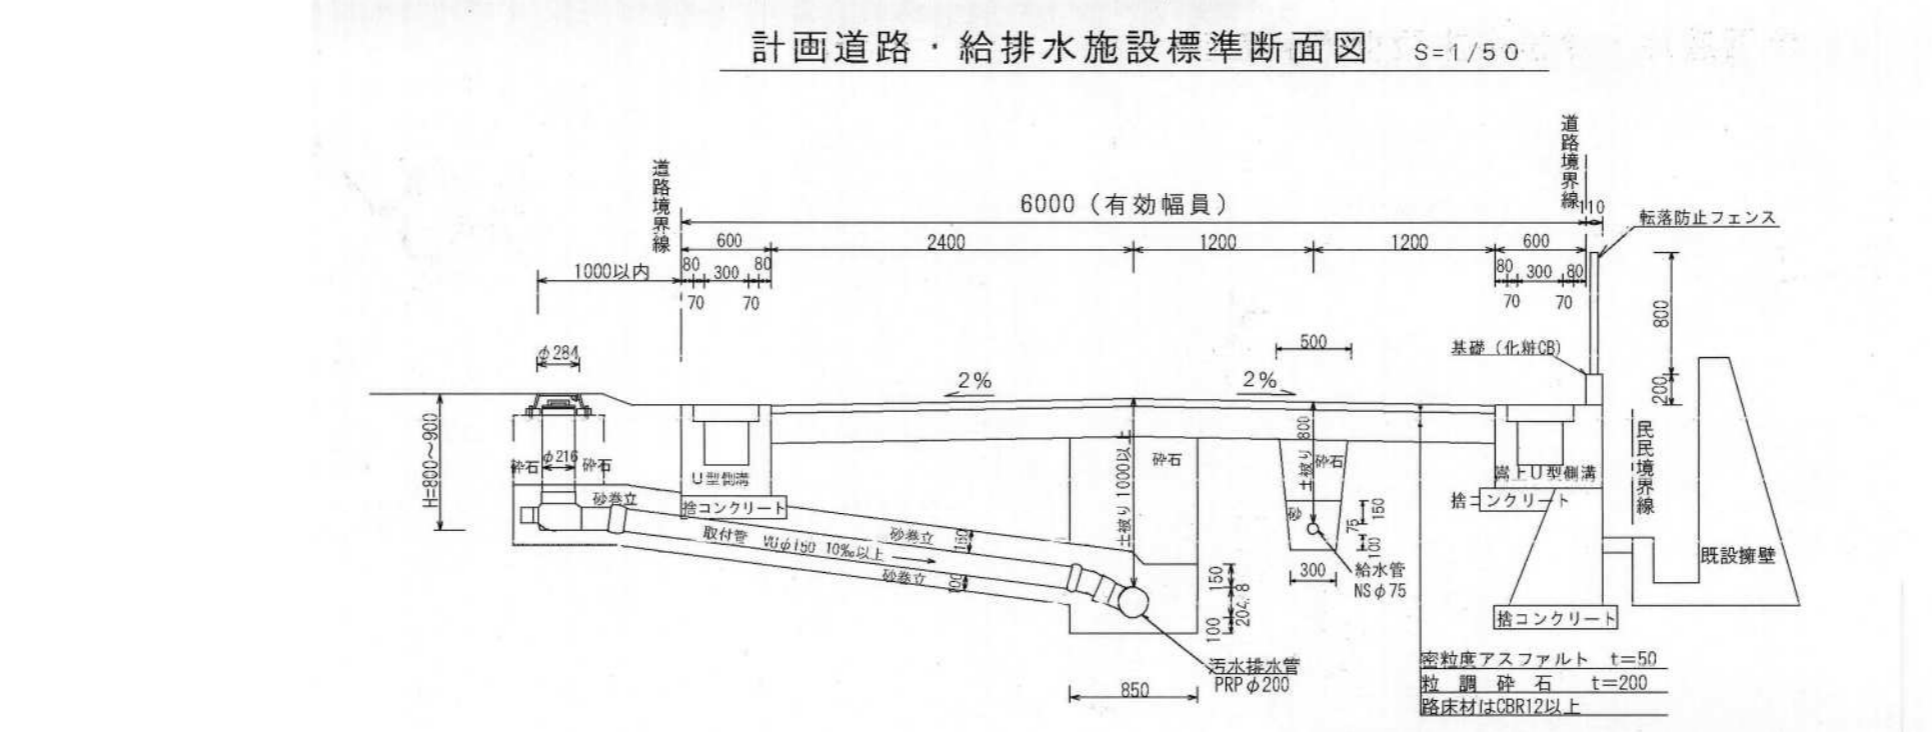 計画道路・給排水施設標準断面図 S=1/50
道路境界線
道路境界線
6000(有効幅員)
110
転落防止フェンス
600
2400
1200
1200
600
1000以内
80
300
80
70
70
80
300
80
70
70
800
φ284
500
基礎(化粧CB)
2%
2%
200
H=800~900
φ216
砕石
砕石
U型側溝
捨コンクリート
砂巻立
取付管 VUφ150 10‰以上
砂巻立
砂巻立
150
100
土被り1000以上
砕石
土被り800
砕石
砂
150
75
100
300
給水管
NSφ75
150
204.8
100
汚水排水管
PRPφ200
850
嵩上U型側溝
捨コンクリート
民民境界線
既設擁壁
捨コンクリート
密粒度アスファルト t=50
粒調砕石 t=200
路床材はCBR12以上